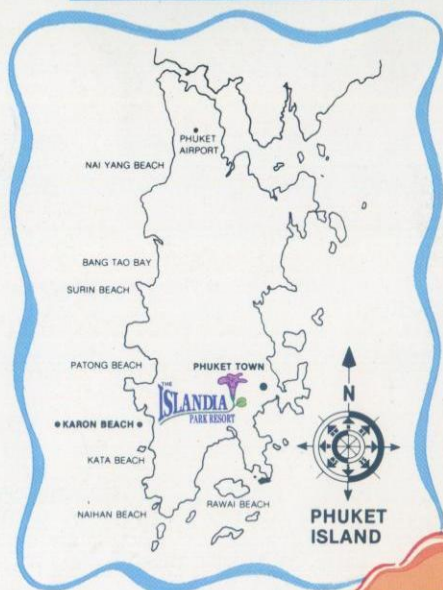 PHUKET
AIRPORT
NAI YANG BEACH
BANG TAO BAY
SURIN BEACH
PATONG BEACH
PHUKET TOWN
THE
ISLANDIA
PARK RESORT
• KARON BEACH •
KATA BEACH
NAIHAN BEACH
RAWAI BEACH
N
PHUKET
ISLAND